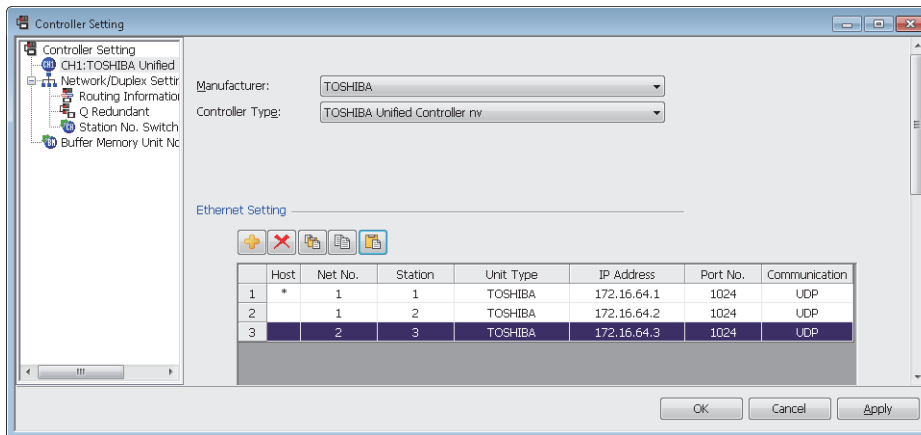 Controller Setting
Controller Setting
CH1:TOSHIBA Unified
Network/Duplex Settin
Routing Information
Q Redundant
Station No. Switch
Buffer Memory Unit No
Manufacturer: TOSHIBA
Controller Type: TOSHIBA Unified Controller nv
Ethernet Setting
Host Net No. Station Unit Type IP Address Port No. Communication
1 * 1 1 TOSHIBA 172.16.64.1 1024 UDP
2 1 2 TOSHIBA 172.16.64.2 1024 UDP
3 2 3 TOSHIBA 172.16.64.3 1024 UDP
OK Cancel Apply